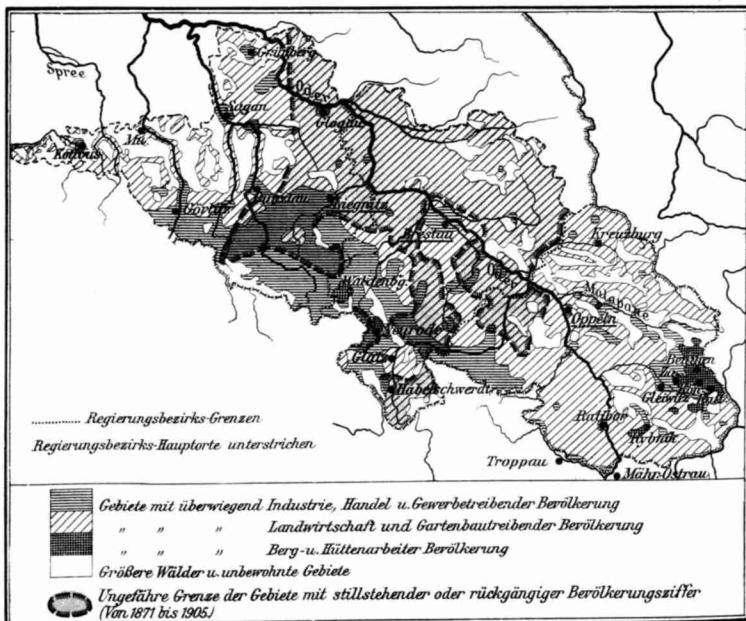 Spree
Grünberg
Oder
Sagan
Glogau
Mu.
Kottbus
Görlitz
Bunzlau
Liegnitz
Breslau
Kreuzburg
Oder
Waldenbg.
Malapane
Oppeln
Neurode
Glatz
Beuthen
Habelschwerdt
Gleiwitz
Ratibor
Rybnik
Troppau
Mähr. Ostrau
.......... Regierungsbezirks-Grenzen
Regierungsbezirks-Hauptorte unterstrichen
Gebiete mit überwiegend Industrie, Handel u. Gewerbetreibender Bevölkerung
„ „ „ Landwirtschaft und Gartenbautreibender Bevölkerung
„ „ „ Berg-u. Hüttenarbeiter Bevölkerung
Größere Wälder u. unbewohnte Gebiete
Ungefähre Grenze der Gebiete mit stillstehender oder rückgängiger Bevölkerungsziffer
(Von 1871 bis 1905.)